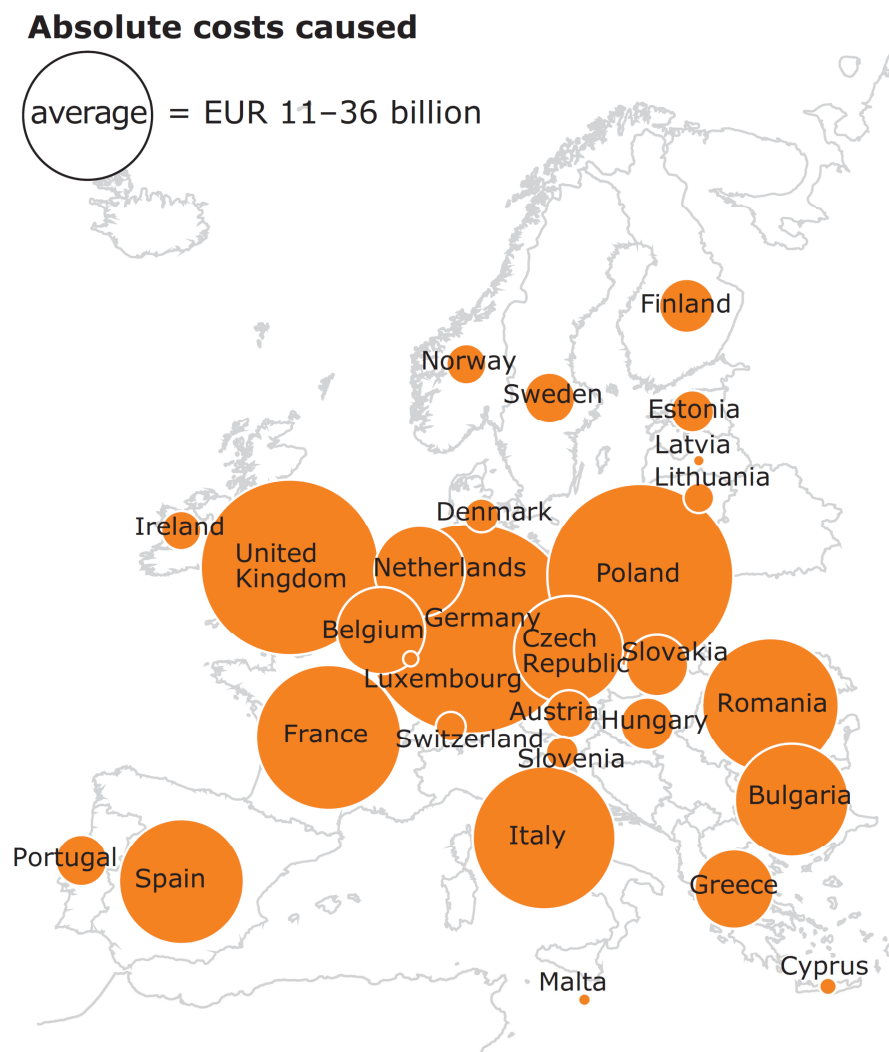 Absolute costs caused
average = EUR 11–36 billion
Finland
Norway
Sweden
Estonia
Latvia
Lithuania
Denmark
Ireland
United
Kingdom
Netherlands
Poland
Germany
Belgium
Czech
Republic
Slovakia
Luxembourg
Romania
Austria
Hungary
France
Switzerland
Slovenia
Bulgaria
Italy
Portugal
Spain
Greece
Cyprus
Malta